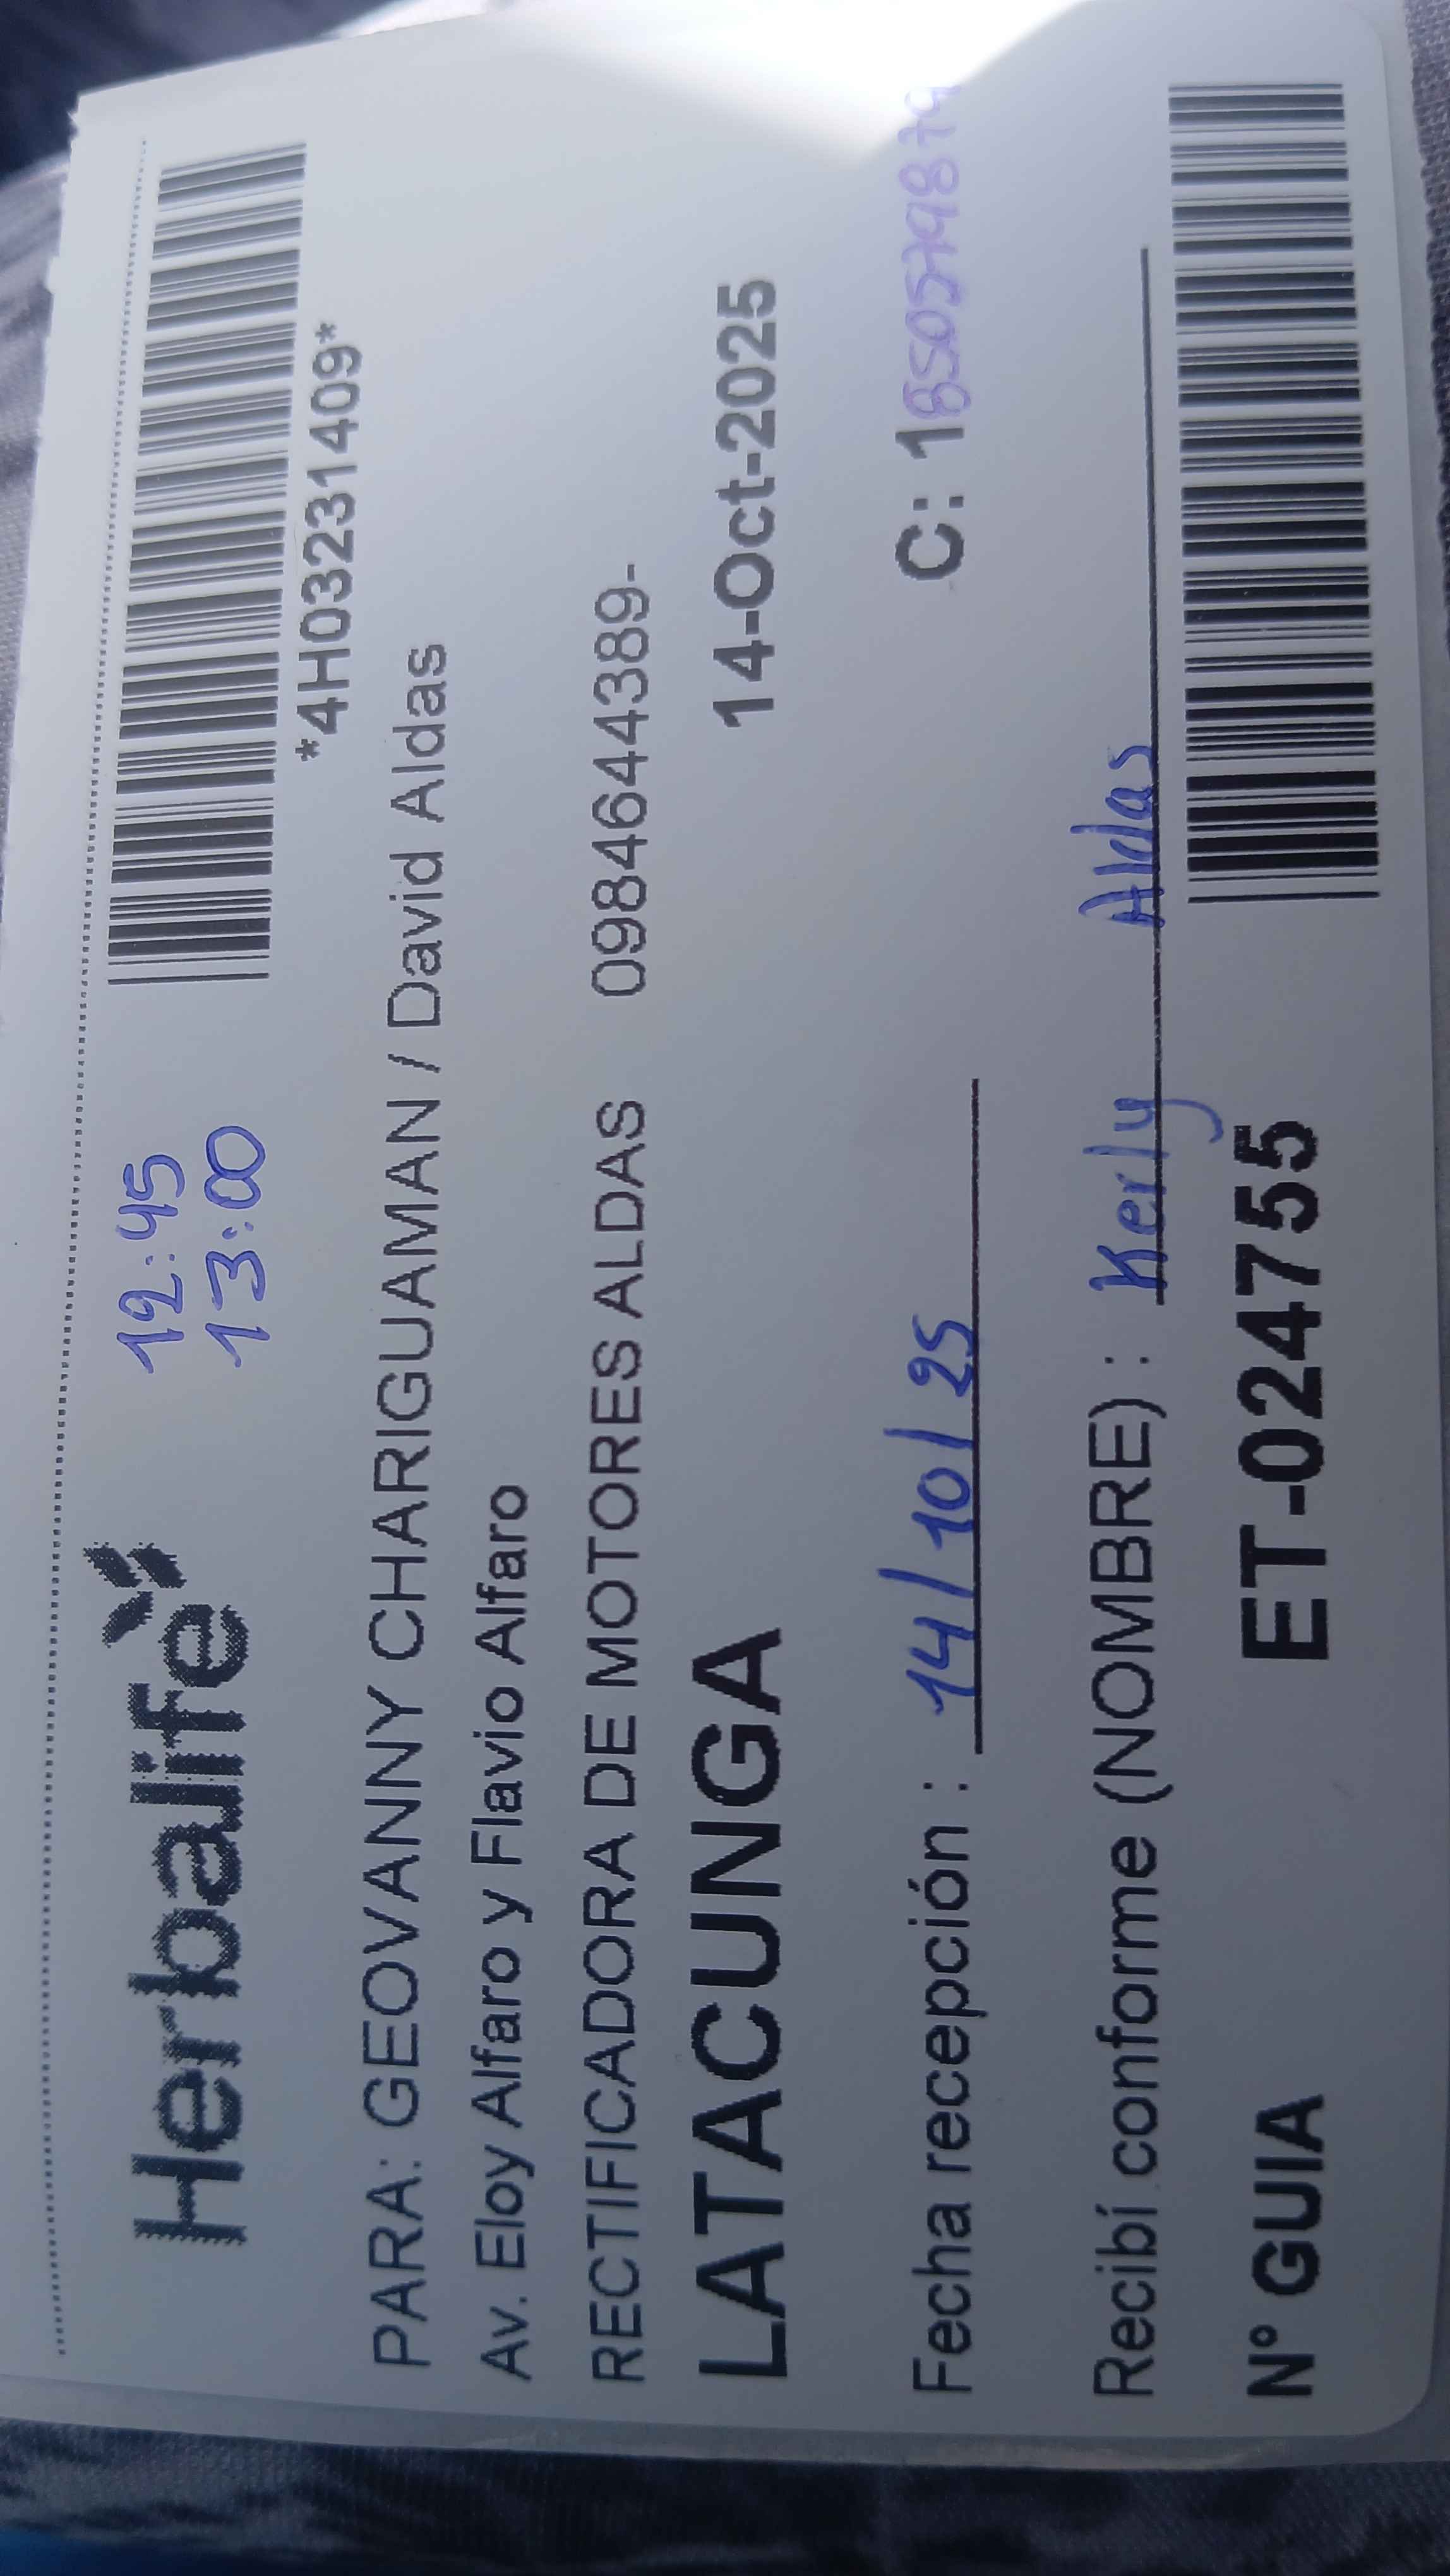 Herbalife
12:45
13:00
*4H03231409*
PARA: GEOVANNY CHARIGUAMAN / David Aldas
Av. Eloy Alfaro y Flavio Alfaro
RECTIFICADORA DE MOTORES ALDAS 0984644389-
LATACUNGA 14-Oct-2025
Fecha recepción : 14/10/25 C: 1850579879
Recibí conforme (NOMBRE) : Kerly Aldas
N° GUIA ET-024755